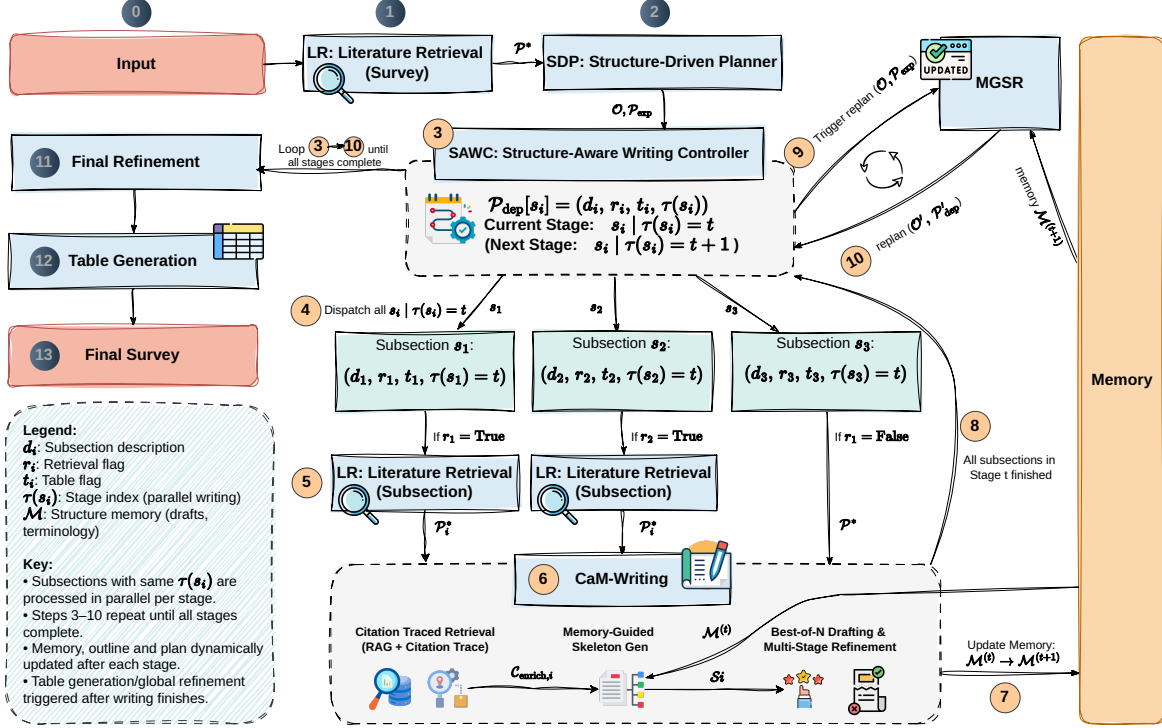 0
1
2
Input
LR: Literature Retrieval
(Survey)
𝒫*
SDP: Structure-Driven Planner
𝒪, 𝒫exp
UPDATED
MGSR
3
SAWC: Structure-Aware Writing Controller
𝒫dep[sᵢ] = (dᵢ, rᵢ, tᵢ, τ(sᵢ))
Current Stage: sᵢ | τ(sᵢ) = t
(Next Stage: sᵢ | τ(sᵢ) = t + 1 )
9
Trigger replan (𝒪, 𝒫exp)
10
replan (𝒪′, 𝒫′dep)
memory ℳ(t+1)
Memory
Loop 3 → 10 until
all stages complete
11
Final Refinement
12
Table Generation
13
Final Survey
4
Dispatch all sᵢ | τ(sᵢ) = t
s₁
s₂
s₃
Subsection s₁:
(d₁, r₁, t₁, τ(s₁) = t)
Subsection s₂:
(d₂, r₂, t₂, τ(s₂) = t)
Subsection s₃:
(d₃, r₃, t₃, τ(s₃) = t)
If r₁ = True
If r₂ = True
If r₁ = False
5
LR: Literature Retrieval
(Subsection)
LR: Literature Retrieval
(Subsection)
𝒫ᵢ*
𝒫ᵢ*
𝒫*
8
All subsections in
Stage t finished
6
CaM-Writing
Citation Traced Retrieval
(RAG + Citation Trace)
Memory-Guided
Skeleton Gen
ℳ(t)
Best-of-N Drafting &
Multi-Stage Refinement
𝒞enrich,i
𝒮i
Update Memory:
ℳ(t) → ℳ(t+1)
7
Legend:
dᵢ: Subsection description
rᵢ: Retrieval flag
tᵢ: Table flag
τ(sᵢ): Stage index (parallel writing)
ℳ: Structure memory (drafts,
terminology)
Key:
• Subsections with same τ(sᵢ) are
processed in parallel per stage.
• Steps 3–10 repeat until all stages
complete.
• Memory, outline and plan dynamically
updated after each stage.
• Table generation/global refinement
triggered after writing finishes.